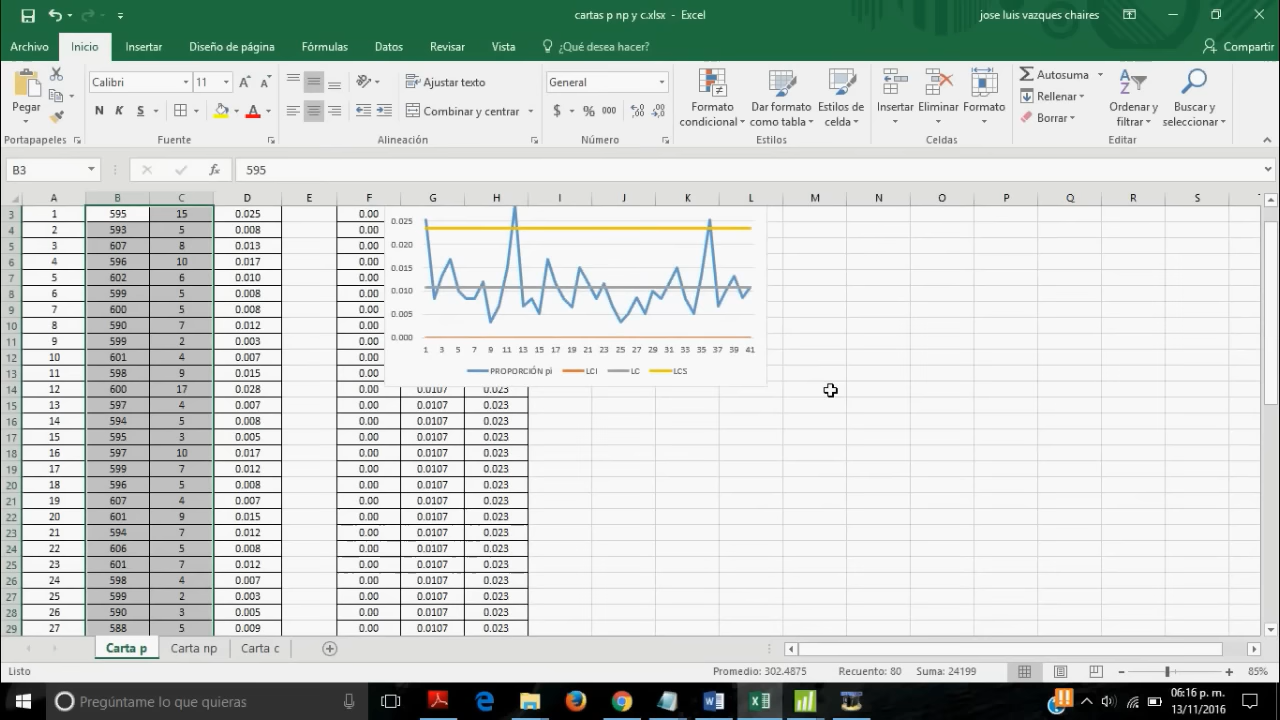 cartas p np y c.xlsx - Excel
jose luis vazques chaires
Archivo Inicio Insertar Diseño de página Fórmulas Datos Revisar Vista ¿Qué desea hacer? Compartir
Calibri 11 Ajustar texto General Autosuma
Pegar Formato condicional Dar formato como tabla Estilos de celda Insertar Eliminar Formato Rellenar Ordenar y filtrar Buscar y seleccionar
N K S Combinar y centrar $ % 000 Borrar
Portapapeles Fuente Alineación Número Estilos Celdas Editar
B3 fx 595
A B C D E F G H I J K L M N O P Q R S
3 1 595 15 0.025 0.00
4 2 593 5 0.008 0.00
5 3 607 8 0.013 0.00
6 4 596 10 0.017 0.00
7 5 602 6 0.010 0.00
8 6 599 5 0.008 0.00
9 7 600 5 0.008 0.00
10 8 590 7 0.012 0.00
11 9 599 2 0.003 0.00
12 10 601 4 0.007 0.00
13 11 598 9 0.015 0.00
14 12 600 17 0.028 0.00 0.0107 0.023
15 13 597 4 0.007 0.00 0.0107 0.023
16 14 594 5 0.008 0.00 0.0107 0.023
17 15 595 3 0.005 0.00 0.0107 0.023
18 16 597 10 0.017 0.00 0.0107 0.023
19 17 599 7 0.012 0.00 0.0107 0.023
20 18 596 5 0.008 0.00 0.0107 0.023
21 19 607 4 0.007 0.00 0.0107 0.023
22 20 601 9 0.015 0.00 0.0107 0.023
23 21 594 7 0.012 0.00 0.0107 0.023
24 22 606 5 0.008 0.00 0.0107 0.023
25 23 601 7 0.012 0.00 0.0107 0.023
26 24 598 4 0.007 0.00 0.0107 0.023
27 25 599 2 0.003 0.00 0.0107 0.023
28 26 590 3 0.005 0.00 0.0107 0.023
29 27 588 5 0.009 0.00 0.0107 0.023
0.025
0.020
0.015
0.010
0.005
0.000
1 3 5 7 9 11 13 15 17 19 21 23 25 27 29 31 33 35 37 39 41
PROPORCIÓN pi LCI LC LCS
Carta p Carta np Carta c
Listo Promedio: 302.4875 Recuento: 80 Suma: 24199 85%
Pregúntame lo que quieras
06:16 p. m.
13/11/2016